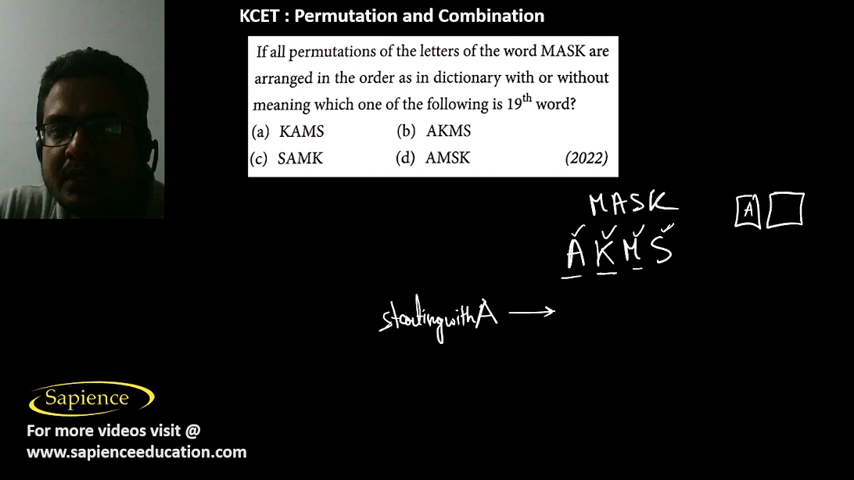 KCET : Permutation and Combination
If all permutations of the letters of the word MASK are
arranged in the order as in dictionary with or without
meaning which one of the following is 19th word?
(a) KAMS (b) AKMS
(c) SAMK (d) AMSK (2022)
MASK
A
A K M S
starting with A →
Sapience
For more videos visit @
www.sapienceeducation.com